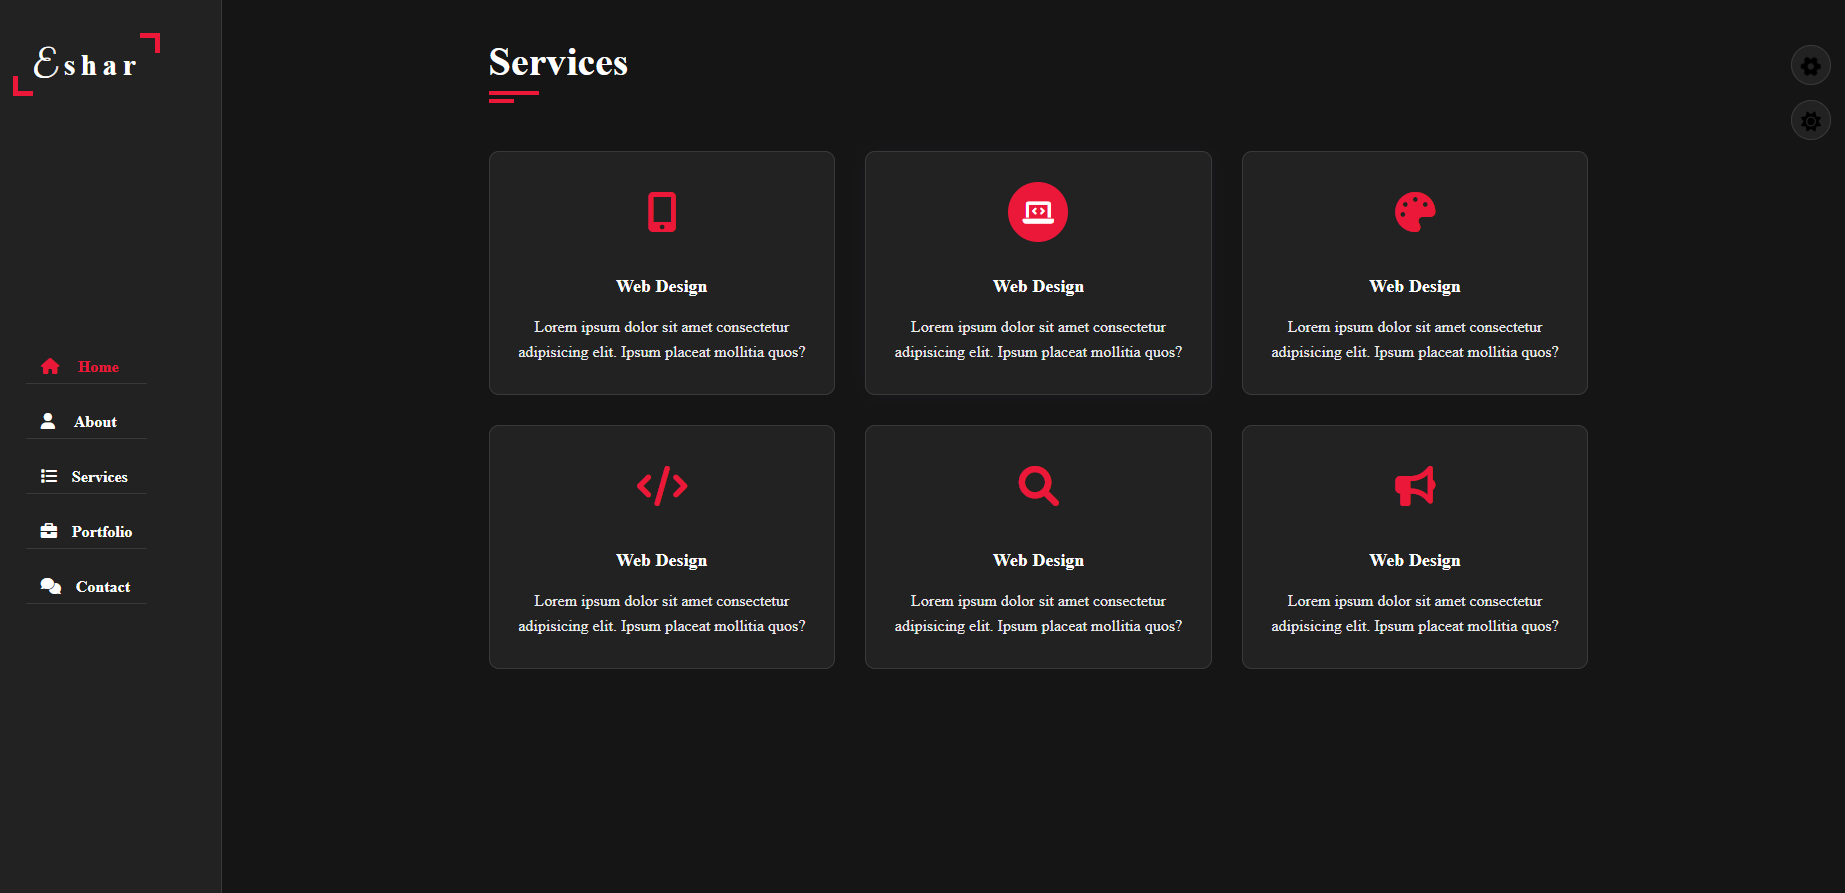 Eshar
Home
About
Services
Portfolio
Contact
Services
Web Design
Lorem ipsum dolor sit amet consectetur
adipisicing elit. Ipsum placeat mollitia quos?
Web Design
Lorem ipsum dolor sit amet consectetur
adipisicing elit. Ipsum placeat mollitia quos?
Web Design
Lorem ipsum dolor sit amet consectetur
adipisicing elit. Ipsum placeat mollitia quos?
Web Design
Lorem ipsum dolor sit amet consectetur
adipisicing elit. Ipsum placeat mollitia quos?
Web Design
Lorem ipsum dolor sit amet consectetur
adipisicing elit. Ipsum placeat mollitia quos?
Web Design
Lorem ipsum dolor sit amet consectetur
adipisicing elit. Ipsum placeat mollitia quos?